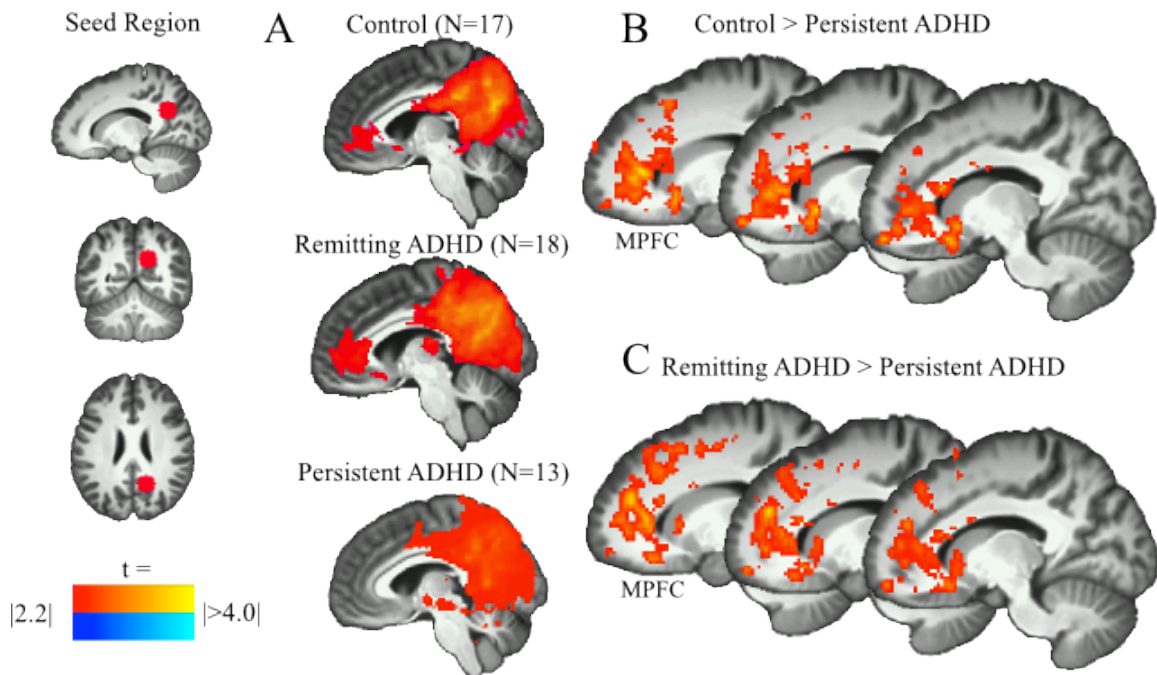 Seed Region
A
Control (N=17)
Remitting ADHD (N=18)
Persistent ADHD (N=13)
B
Control > Persistent ADHD
MPFC
C
Remitting ADHD > Persistent ADHD
MPFC
t =
|2.2|
|>4.0|